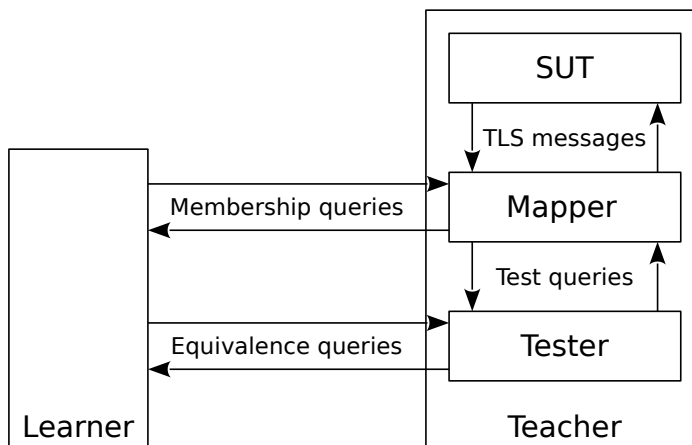 SUT
TLS messages
Membership queries
Mapper
Test queries
Equivalence queries
Tester
Learner
Teacher